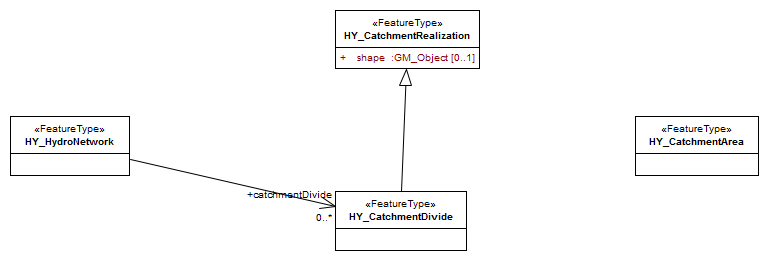 «FeatureType»
HY_CatchmentRealization
+ shape :GM_Object [0..1]
«FeatureType»
HY_HydroNetwork
«FeatureType»
HY_CatchmentArea
+catchmentDivide
0..*
«FeatureType»
HY_CatchmentDivide